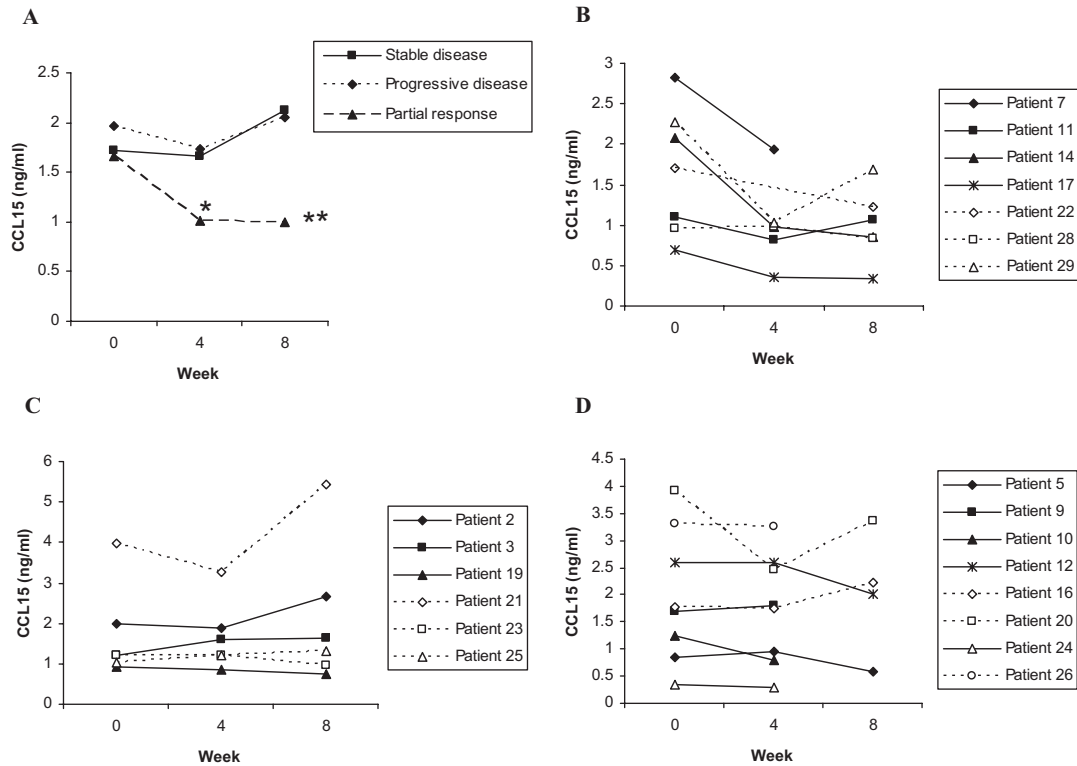 A
Stable disease
Progressive disease
Partial response
2.5
2
1.5
1
0.5
0
CCL15 (ng/ml)
*
**
0 4 8
Week
B
3
2.5
2
1.5
1
0.5
0
CCL15 (ng/ml)
0 4 8
Week
Patient 7
Patient 11
Patient 14
Patient 17
Patient 22
Patient 28
Patient 29
C
6
5
4
3
2
1
0
CCL15 (ng/ml)
0 4 8
Week
Patient 2
Patient 3
Patient 19
Patient 21
Patient 23
Patient 25
D
4.5
4
3.5
3
2.5
2
1.5
1
0.5
0
CCL15 (ng/ml)
0 4 8
Week
Patient 5
Patient 9
Patient 10
Patient 12
Patient 16
Patient 20
Patient 24
Patient 26